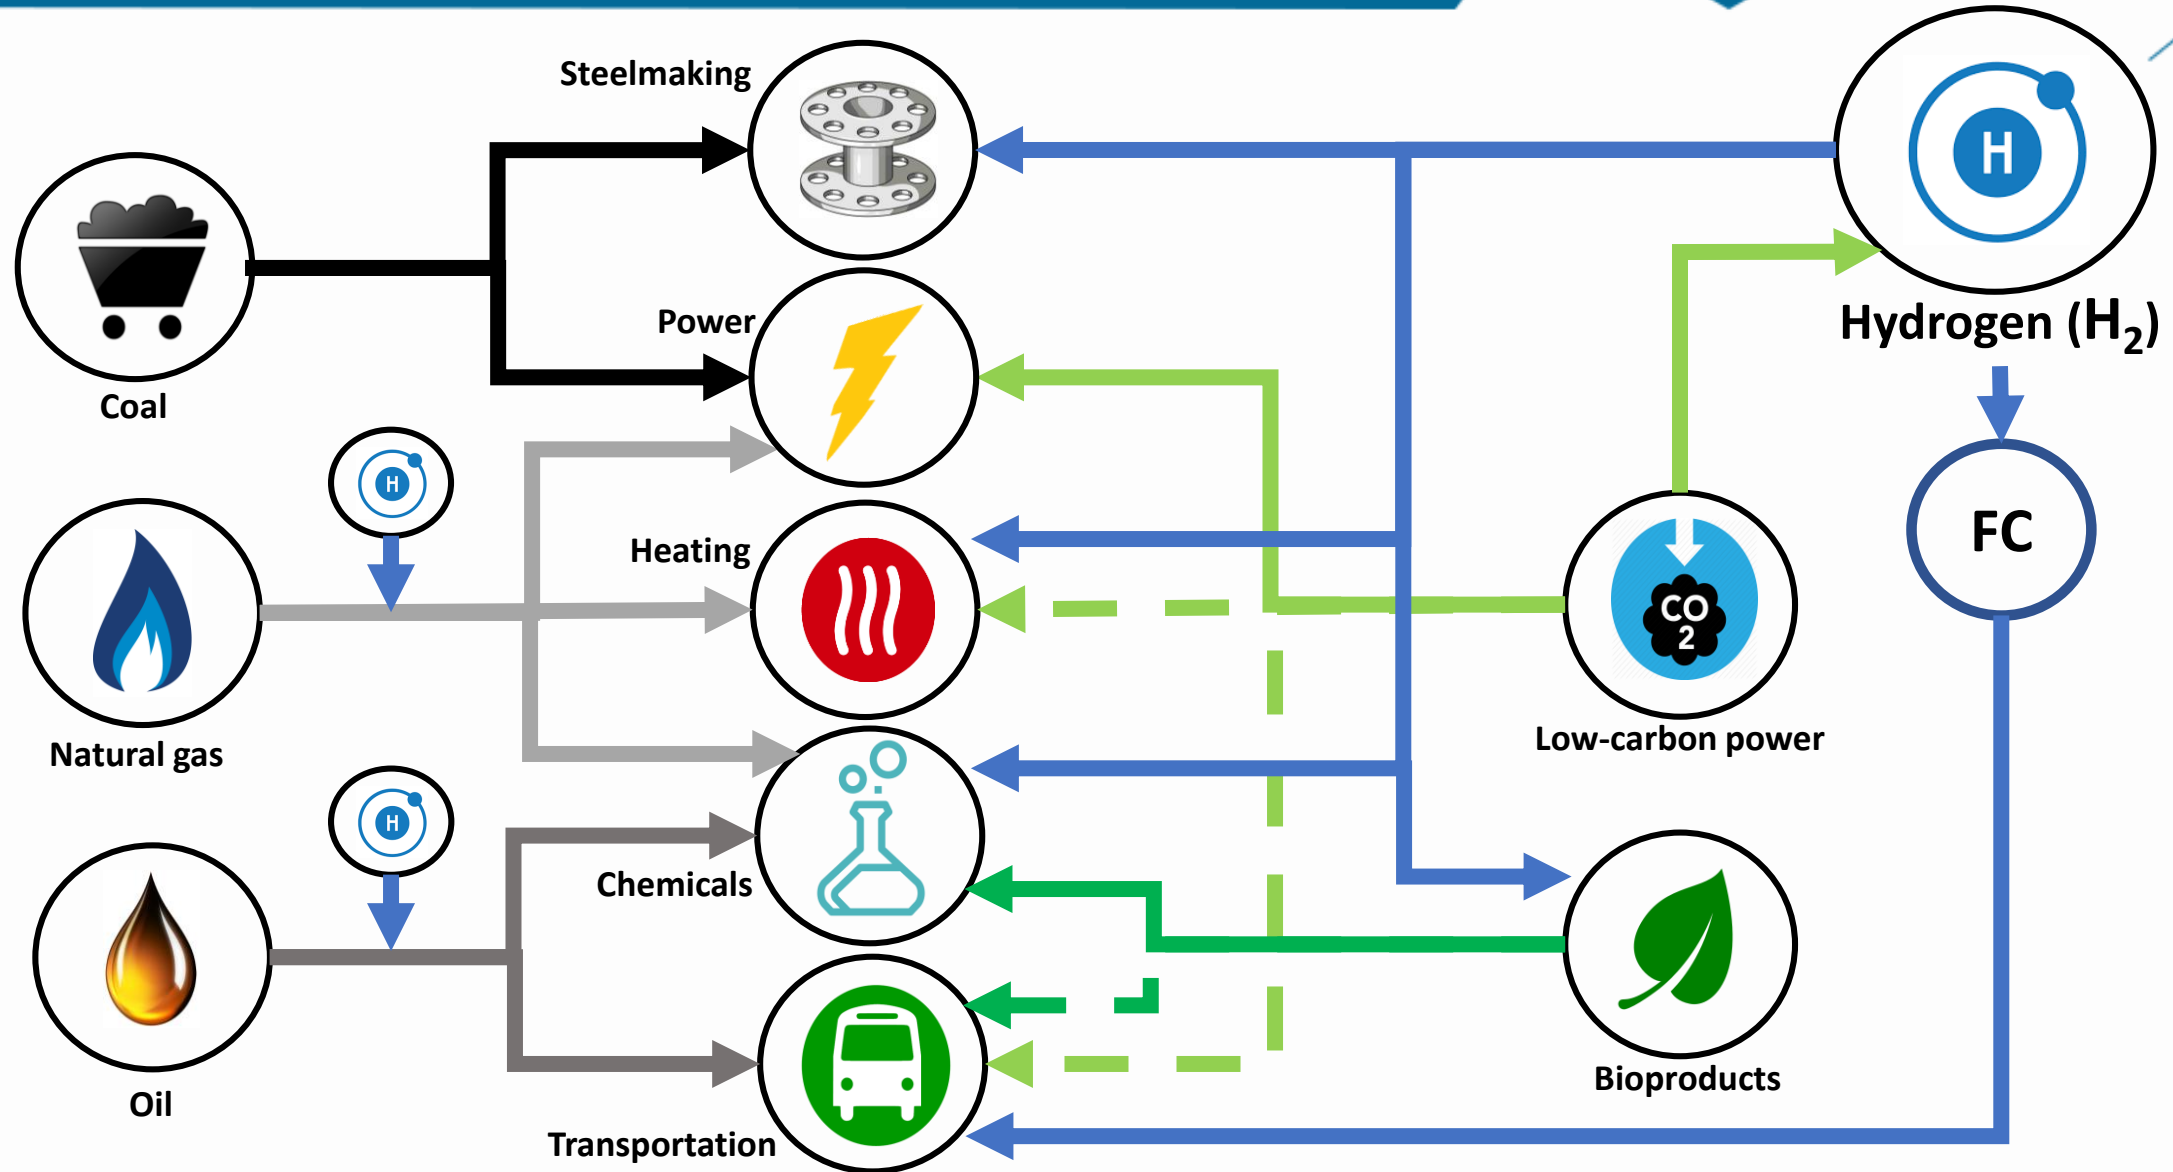 Steelmaking
H
Hydrogen (H₂)
Power
Coal
H
FC
Heating
CO
2
Natural gas
Low-carbon power
H
Chemicals
Oil
Bioproducts
Transportation